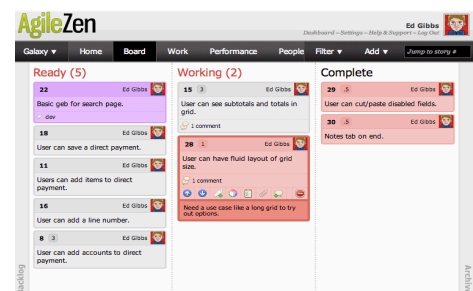 AgileZen
Ed Gibbs
Dashboard – Settings – Help & Support – Log Out
Galaxy ▼ Home Board Work Performance People Filter ▼ Add ▼ Jump to story #
Ready (5)
22 Ed Gibbs
Basic geb for search page.
dev
18 Ed Gibbs
User can save a direct payment.
11 Ed Gibbs
Users can add items to direct
payment.
16 Ed Gibbs
User can add a line number.
8 3 Ed Gibbs
User can add accounts to direct
payment.
Working (2)
15 3 Ed Gibbs
User can see subtotals and totals in
grid.
1 comment
28 1 Ed Gibbs
User can have fluid layout of grid
size.
1 comment
Need a use case like a long grid to try
out options.
Complete
29 .5 Ed Gibbs
User can cut/paste disabled fields.
30 .5 Ed Gibbs
Notes tab on end.
Backlog
Archive